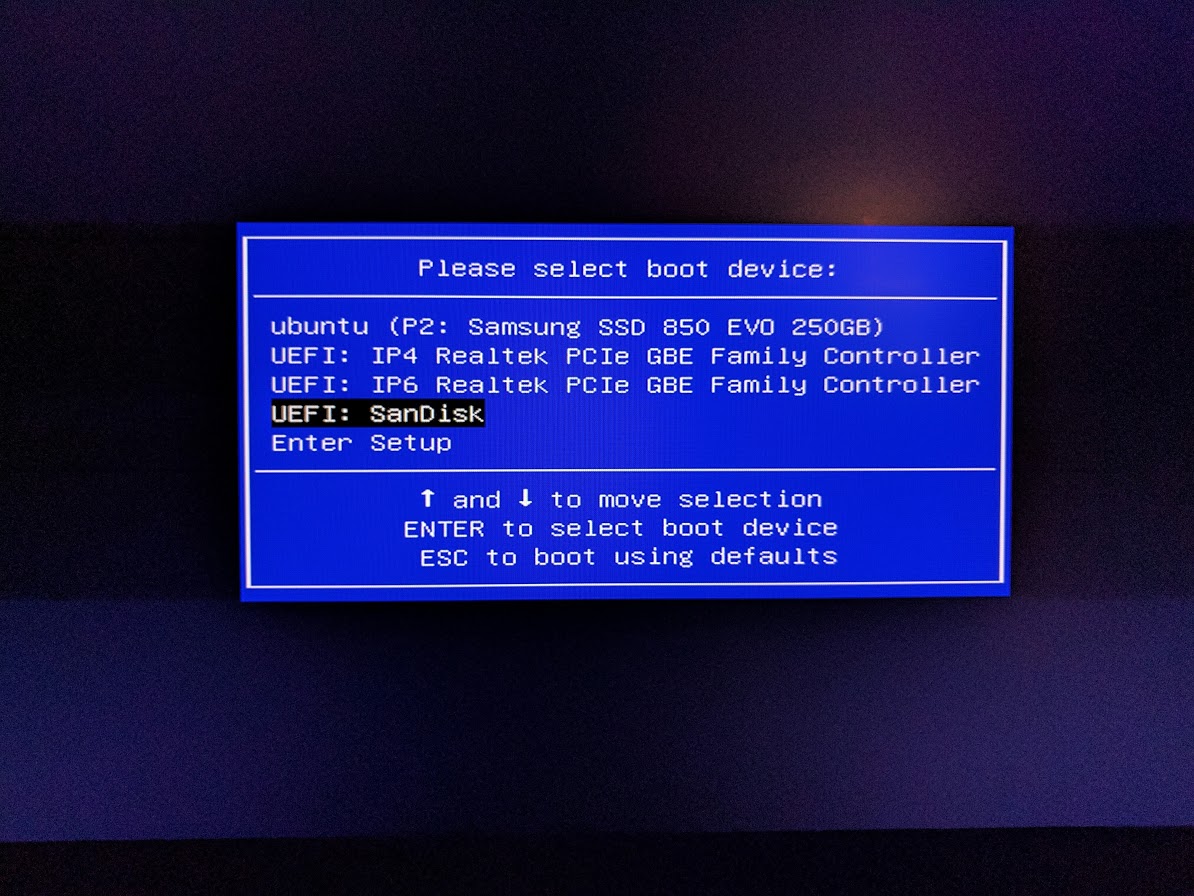 Please select boot device:
ubuntu (P2: Samsung SSD 850 EVO 250GB)
UEFI: IP4 Realtek PCIe GBE Family Controller
UEFI: IP6 Realtek PCIe GBE Family Controller
UEFI: SanDisk
Enter Setup
↑ and ↓ to move selection
ENTER to select boot device
ESC to boot using defaults